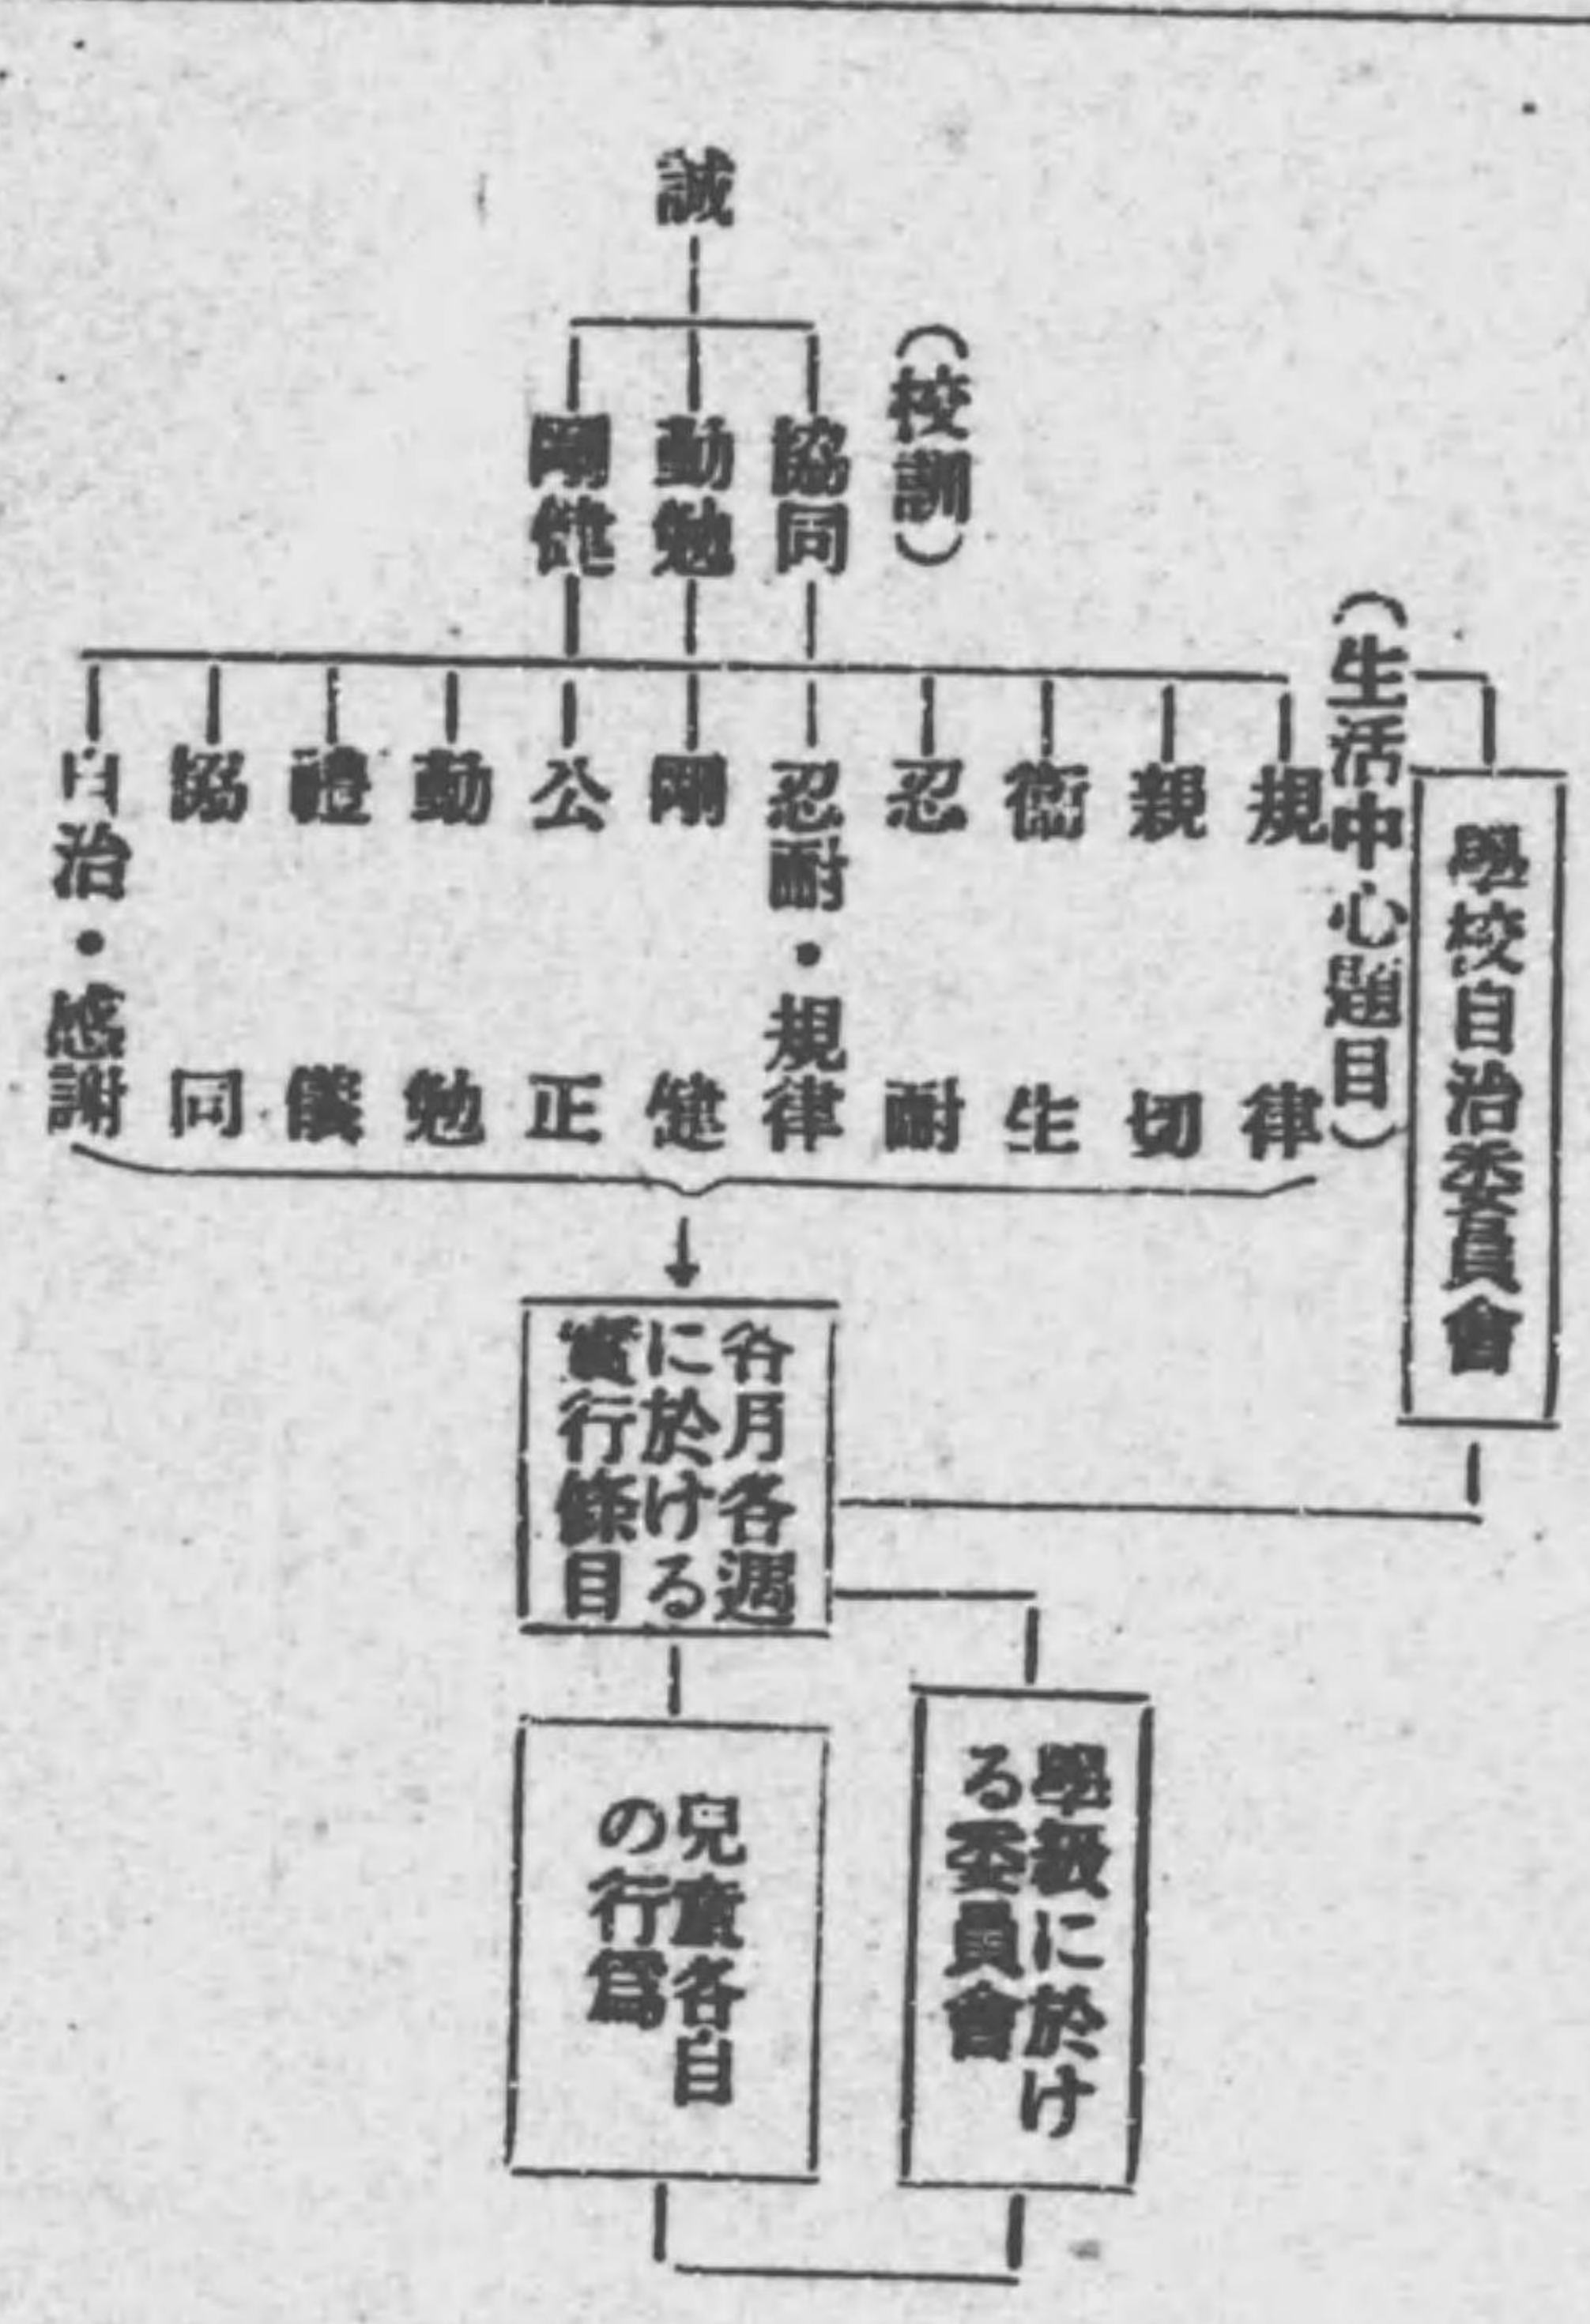 誠
（校訓）
協同
勤勉
剛健
（生活中心題目）
規律
親切
衞生
忍耐
忍耐・規律
剛健
公正
勤勉
禮儀
協同
自治・感謝
學校自治委員會
各月各週
に於ける
實行條目
學級に於け
る委員會
兒童各自
の行爲